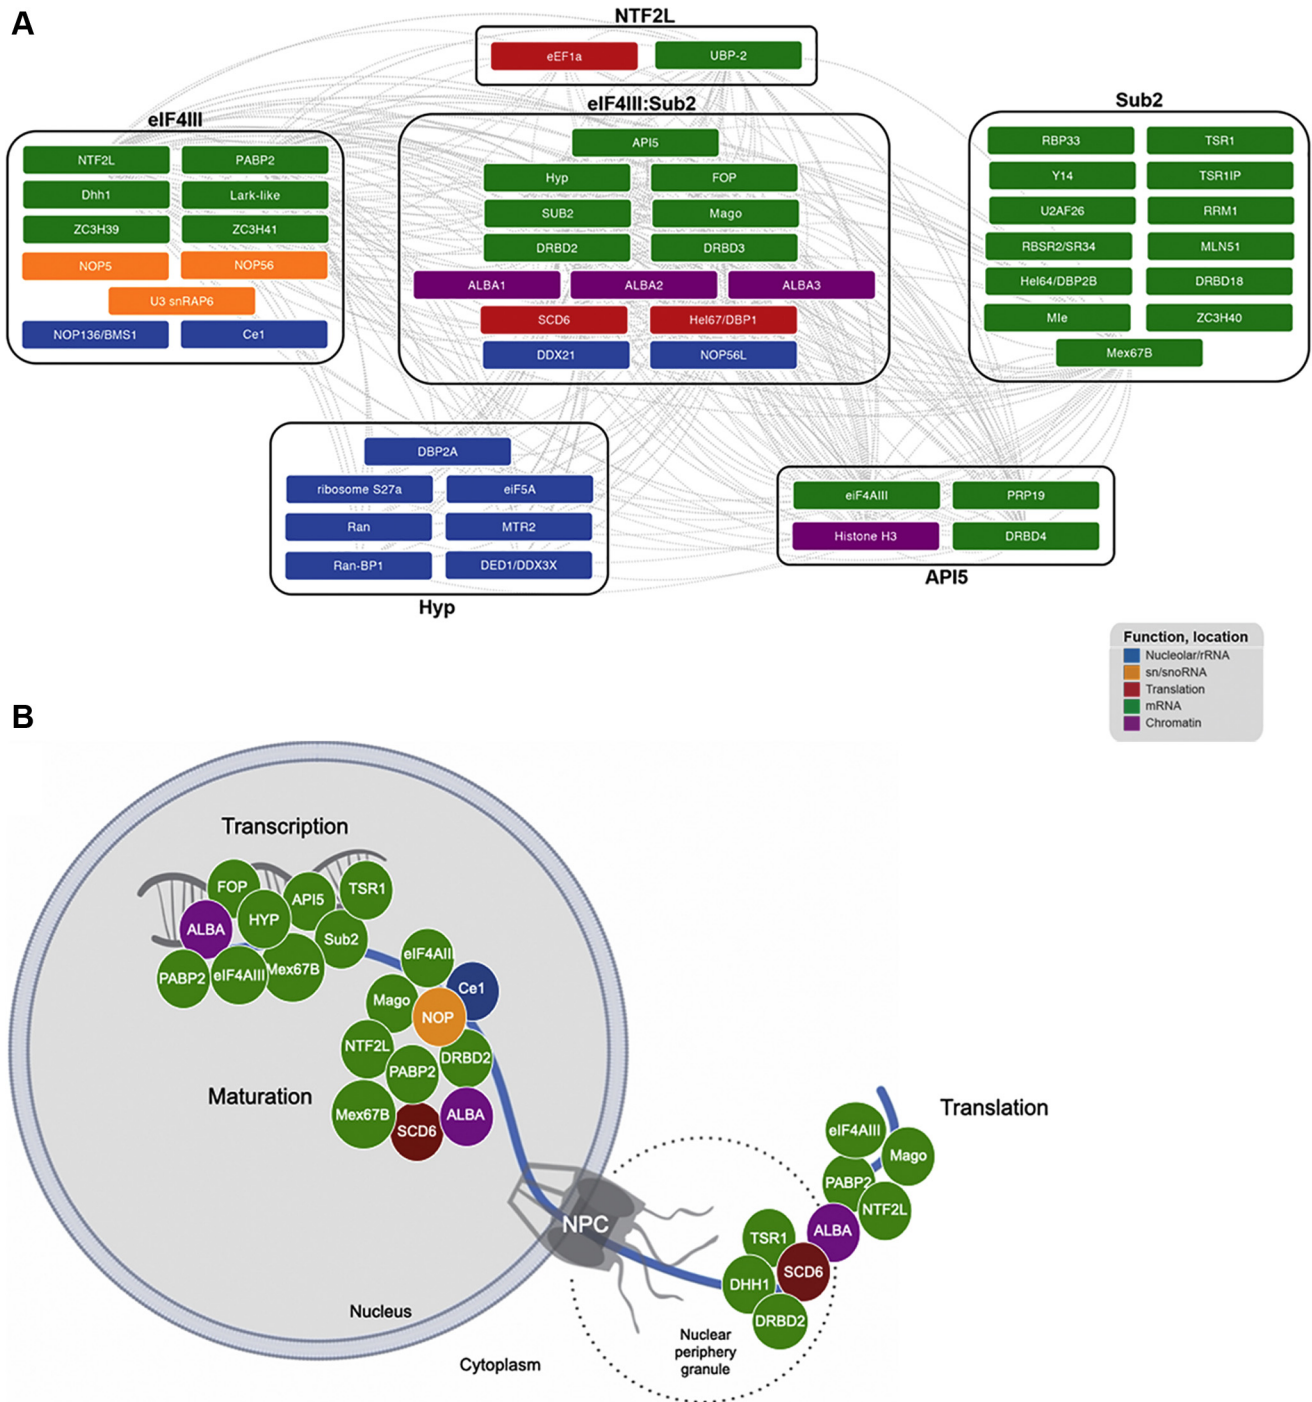 A
NTF2L
eEF1a UBP-2
eIF4III
NTF2L PABP2
Dhh1 Lark-like
ZC3H39 ZC3H41
NOP5 NOP56
U3 snRAP6
NOP136/BMS1 Ce1
eIF4III:Sub2
API5
Hyp FOP
SUB2 Mago
DRBD2 DRBD3
ALBA1 ALBA2 ALBA3
SCD6 Hel67/DBP1
DDX21 NOP56L
Sub2
RBP33 TSR1
Y14 TSR1IP
U2AF26 RRM1
RBSR2/SR34 MLN51
Hel64/DBP2B DRBD18
Mle ZC3H40
Mex67B
DBP2A
ribosome S27a eiF5A
Ran MTR2
Ran-BP1 DED1/DDX3X
Hyp
eiF4AIII PRP19
Histone H3 DRBD4
API5
Function, location
Nucleolar/rRNA
sn/snoRNA
Translation
mRNA
Chromatin
B
Transcription
FOP
API5
TSR1
ALBA
HYP
Sub2
PABP2
eIF4AIII
Mex67B
eIF4AIII
Ce1
Mago
NOP
NTF2L
PABP2
DRBD2
Maturation
Mex67B
SCD6
ALBA
NPC
Nucleus
Cytoplasm
Translation
eIF4AIII
Mago
PABP2
NTF2L
ALBA
TSR1
SCD6
DHH1
DRBD2
Nuclear
periphery
granule